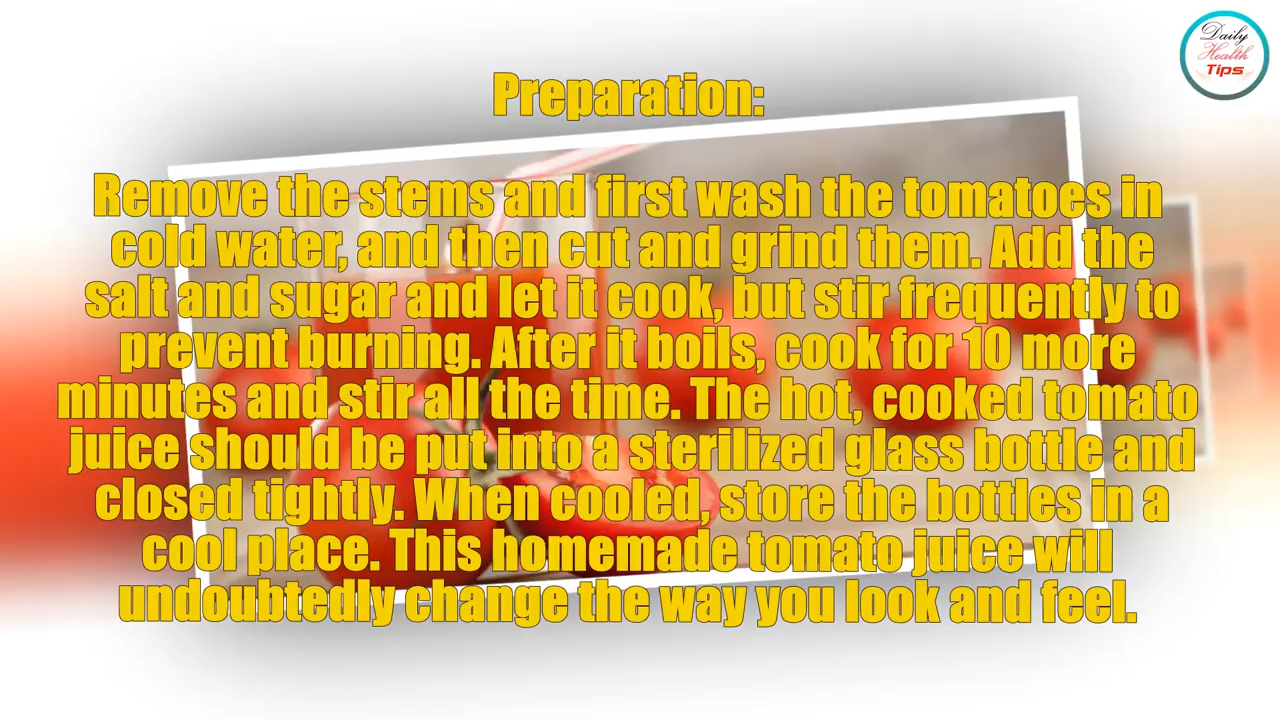 Daily
Health
Tips
Preparation:
Remove the stems and first wash the tomatoes in
cold water, and then cut and grind them. Add the
salt and sugar and let it cook, but stir frequently to
prevent burning. After it boils, cook for 10 more
minutes and stir all the time. The hot, cooked tomato
juice should be put into a sterilized glass bottle and
closed tightly. When cooled, store the bottles in a
cool place. This homemade tomato juice will
undoubtedly change the way you look and feel.